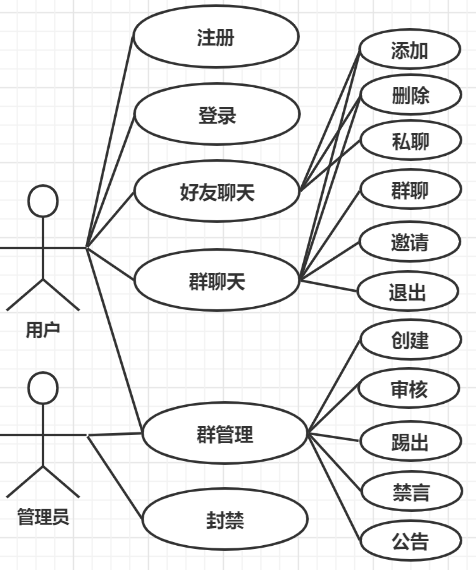 注册
登录
好友聊天
群聊天
用户
群管理
管理员
封禁
添加
删除
私聊
群聊
邀请
退出
创建
审核
踢出
禁言
公告